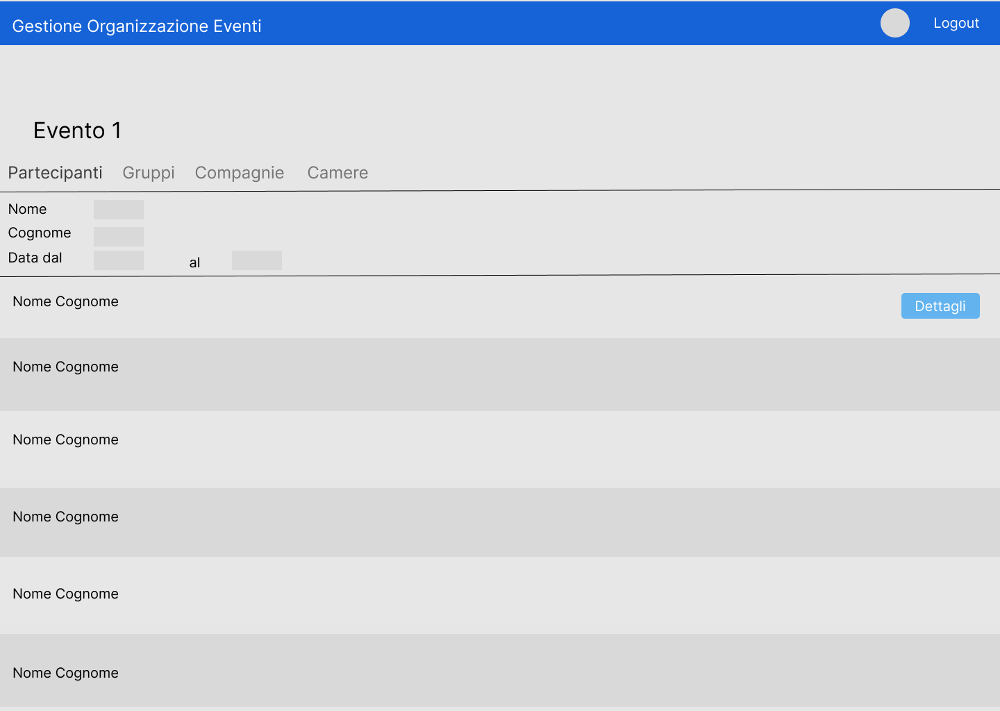 Gestione Organizzazione Eventi Logout
Evento 1
Partecipanti Gruppi Compagnie Camere
Nome
Cognome
Data dal al
Nome Cognome Dettagli
Nome Cognome
Nome Cognome
Nome Cognome
Nome Cognome
Nome Cognome